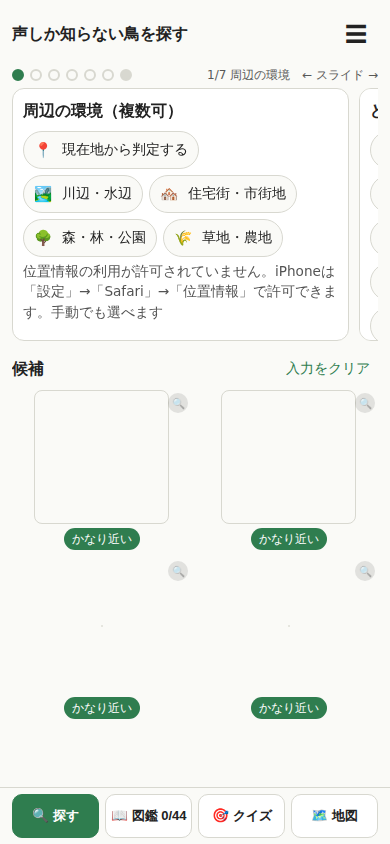 声しか知らない鳥を探す
1/7 周辺の環境 ← スライド →
周辺の環境（複数可）
📍 現在地から判定する
🏞️ 川辺・水辺
🏘️ 住宅街・市街地
🌳 森・林・公園
🌾 草地・農地
位置情報の利用が許可されていません。iPhoneは
「設定」→「Safari」→「位置情報」で許可できま
す。手動でも選べます
候補
入力をクリア
かなり近い
かなり近い
かなり近い
かなり近い
🔍 探す
📖 図鑑 0/44
🎯 クイズ
🗺️ 地図